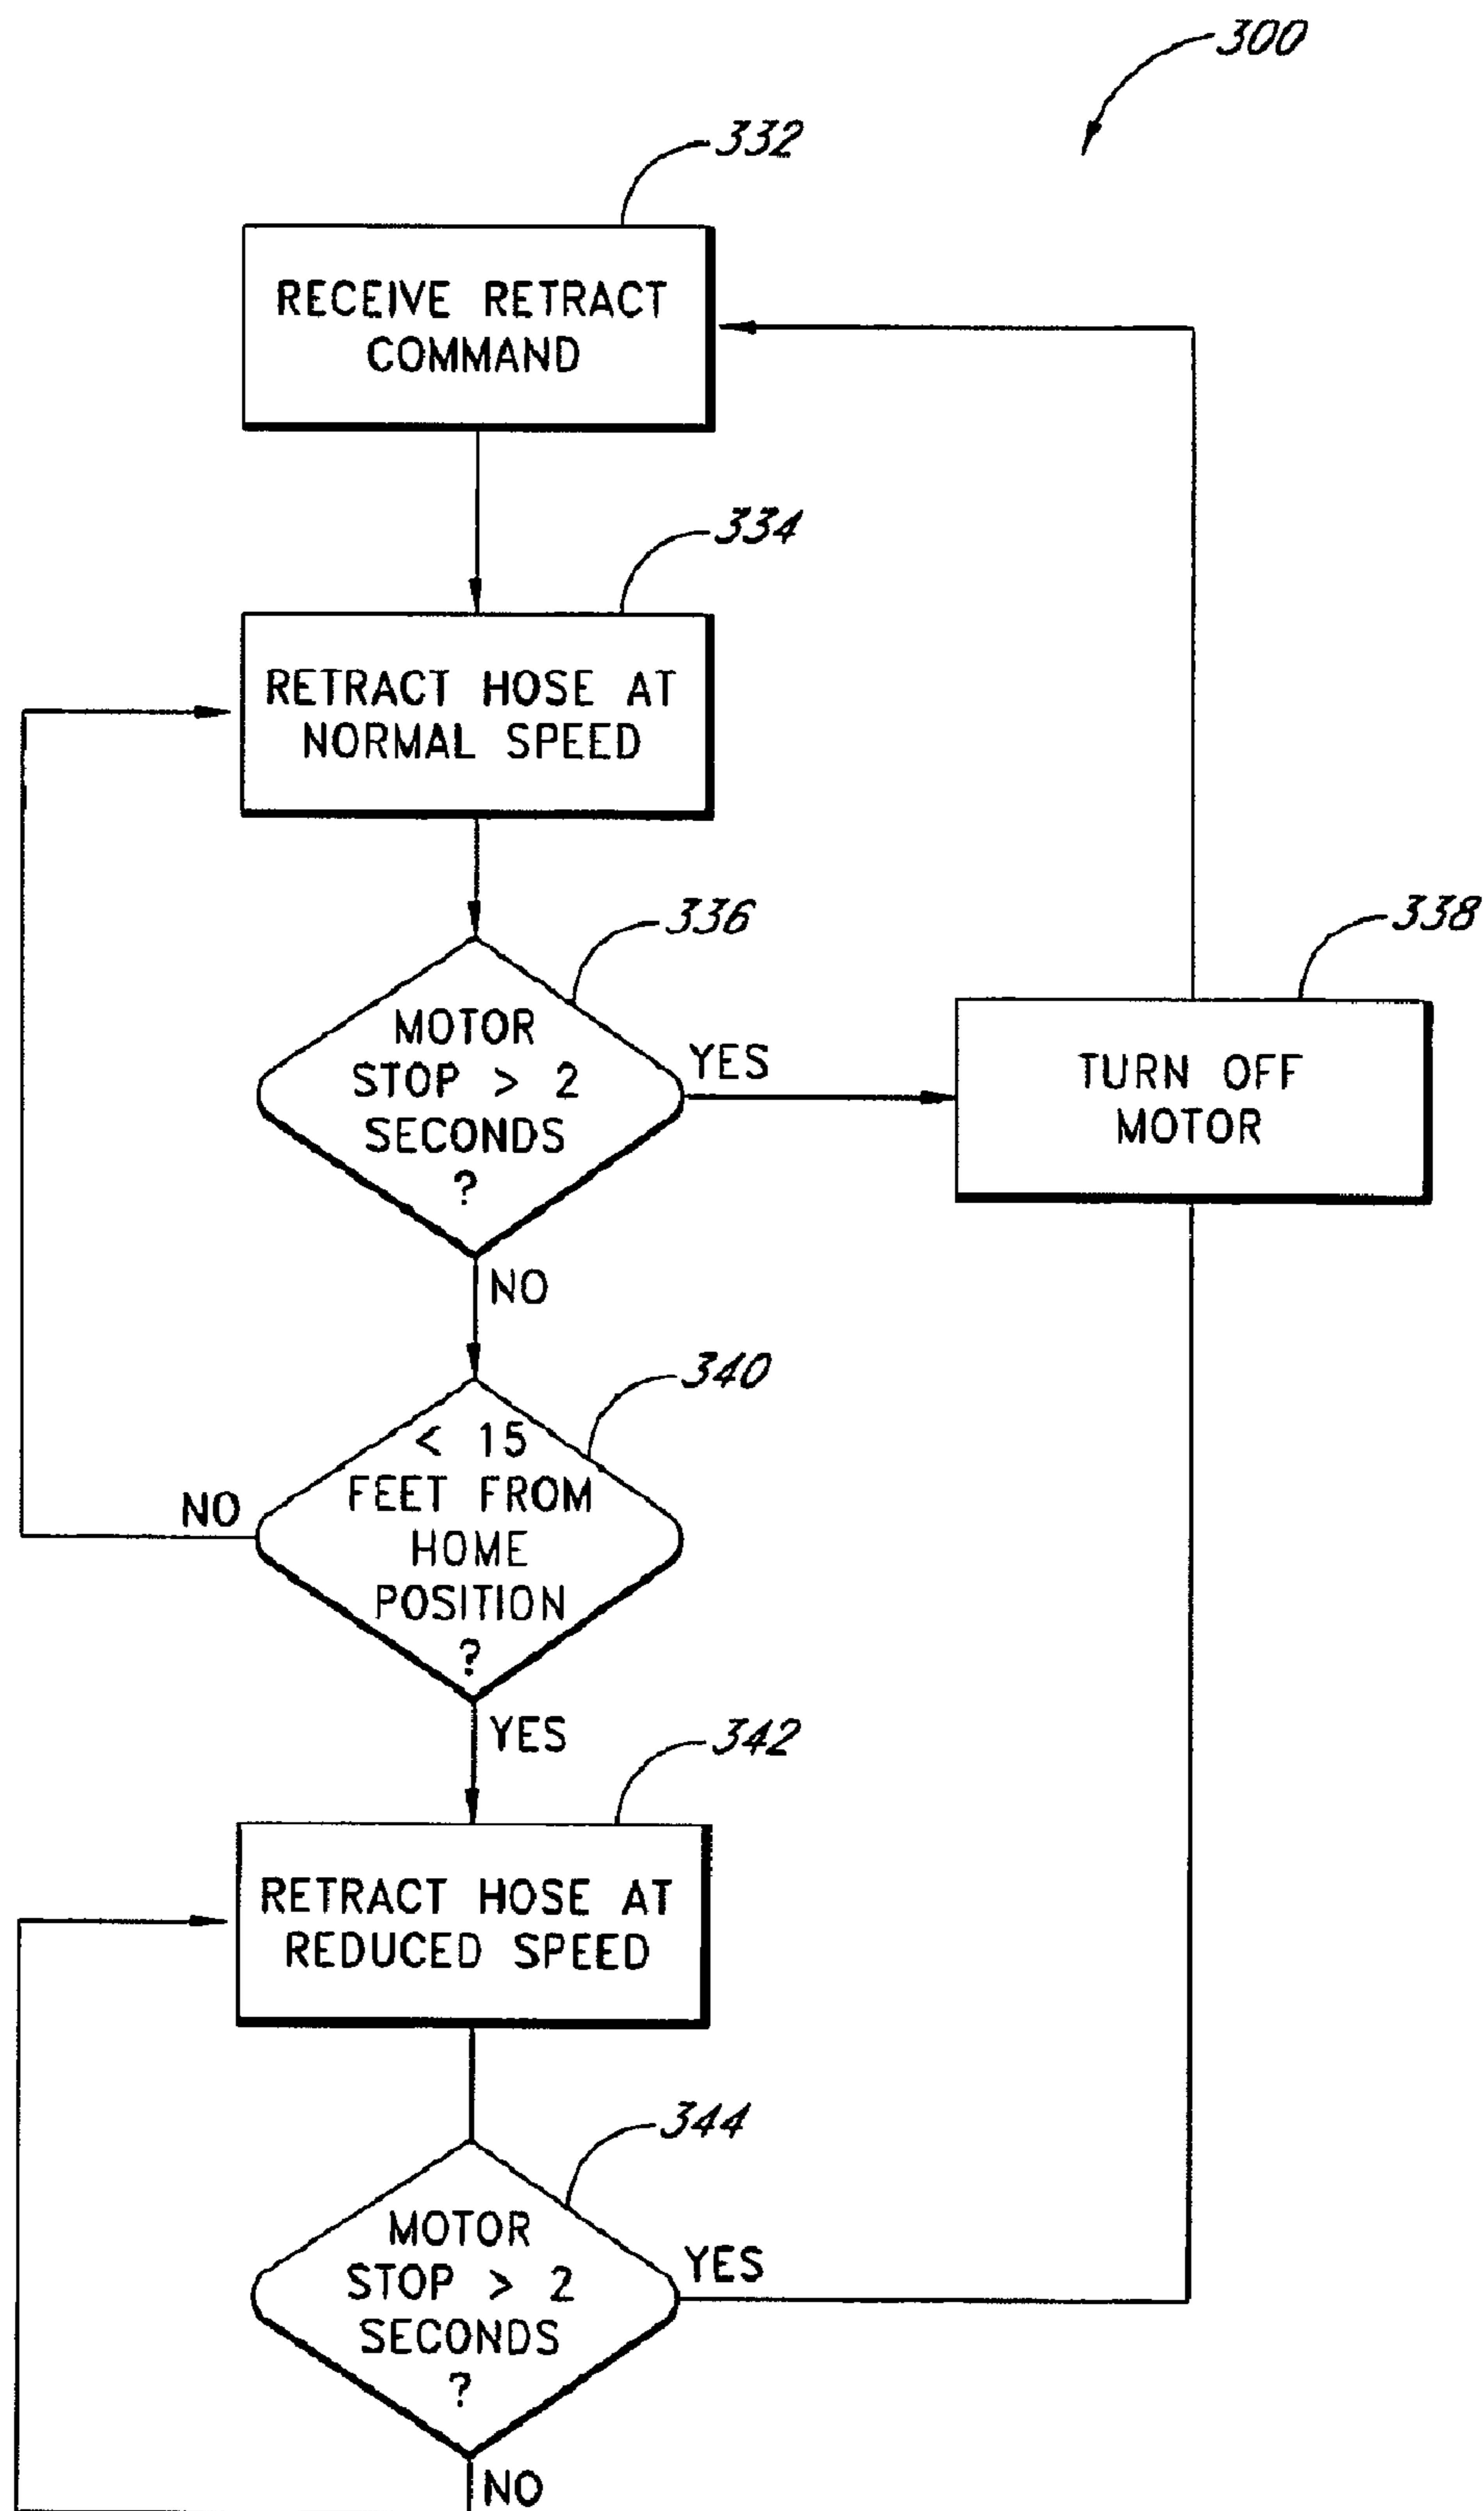 300
332
RECEIVE RETRACT
COMMAND
334
RETRACT HOSE AT
NORMAL SPEED
336
MOTOR
STOP > 2
SECONDS
?
YES
338
TURN OFF
MOTOR
NO
340
< 15
FEET FROM
HOME
POSITION
?
NO
YES
342
RETRACT HOSE AT
REDUCED SPEED
344
MOTOR
STOP > 2
SECONDS
?
YES
NO